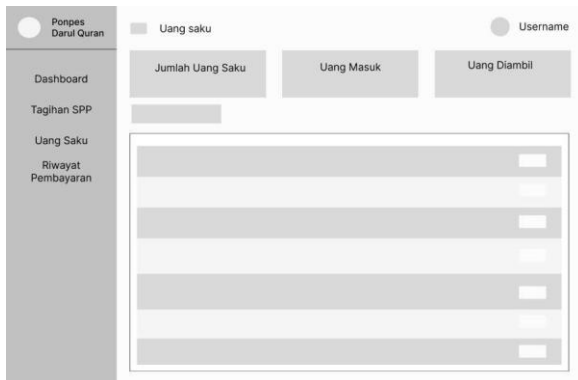 Ponpes
Darul Quran
Uang saku
Username
Dashboard
Tagihan SPP
Uang Saku
Riwayat
Pembayaran
Jumlah Uang Saku
Uang Masuk
Uang Diambil